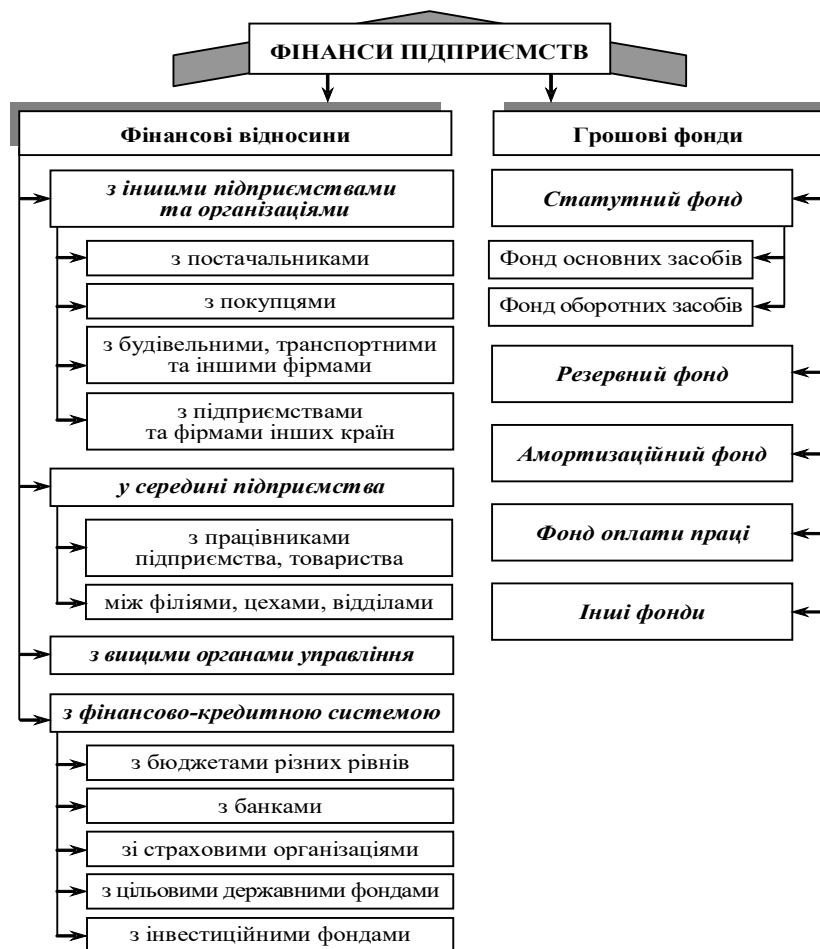 ФІНАНСИ ПІДПРИЄМСТВ
Фінансові відносини
з іншими підприємствами
та організаціями
з постачальниками
з покупцями
з будівельними, транспортними
та іншими фірмами
з підприємствами
та фірмами інших країн
у середині підприємства
з працівниками
підприємства, товариства
між філіями, цехами, відділами
з вищими органами управління
з фінансово-кредитною системою
з бюджетами різних рівнів
з банками
зі страховими організаціями
з цільовими державними фондами
з інвестиційними фондами
Грошові фонди
Статутний фонд
Фонд основних засобів
Фонд оборотних засобів
Резервний фонд
Амортизаційний фонд
Фонд оплати праці
Інші фонди